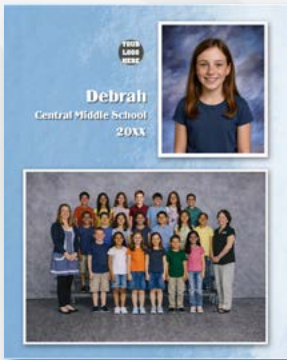 YOUR
LOGO
HERE
Debrah
Central Middle School
20XX